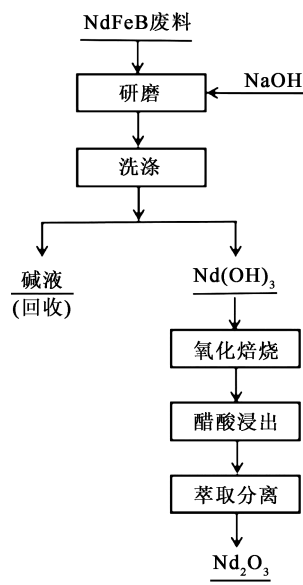 NdFeB废料
NaOH
研磨
洗涤
碱液
(回收)
Nd(OH)₃
氧化焙烧
醋酸浸出
萃取分离
Nd₂O₃